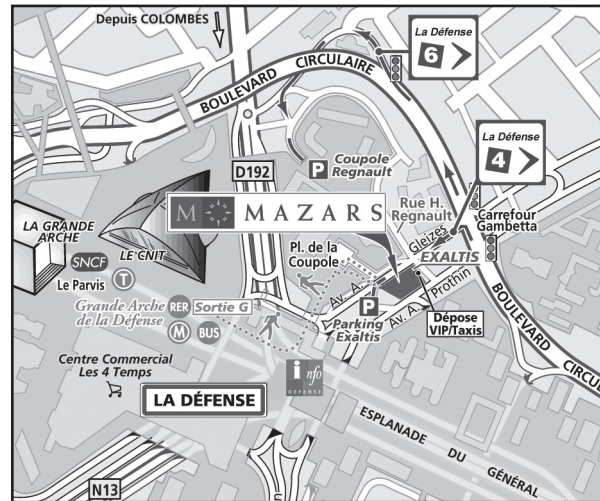 Depuis COLOMBES
La Défense
6
BOULEVARD CIRCULAIRE
La Défense
4
P
Coupole
Regnault
D192
M MAZARS
Rue H.
Regnault
Carrefour
Gambetta
LA GRANDE
ARCHE
LE CNIT
SNCF
Le Parvis
T
Pl. de la
Coupole
Av. A. Gleizes
EXALTIS
Av. A. Prothin
Grande Arche
de la Défense
RER
Sortie G
M
BUS
P
Parking
Exaltis
Dépose
VIP/Taxis
BOULEVARD CIRCU
Centre Commercial
Les 4 Temps
info
DEFENSE
LA DÉFENSE
ESPLANADE DU GÉNÉRAL
N13